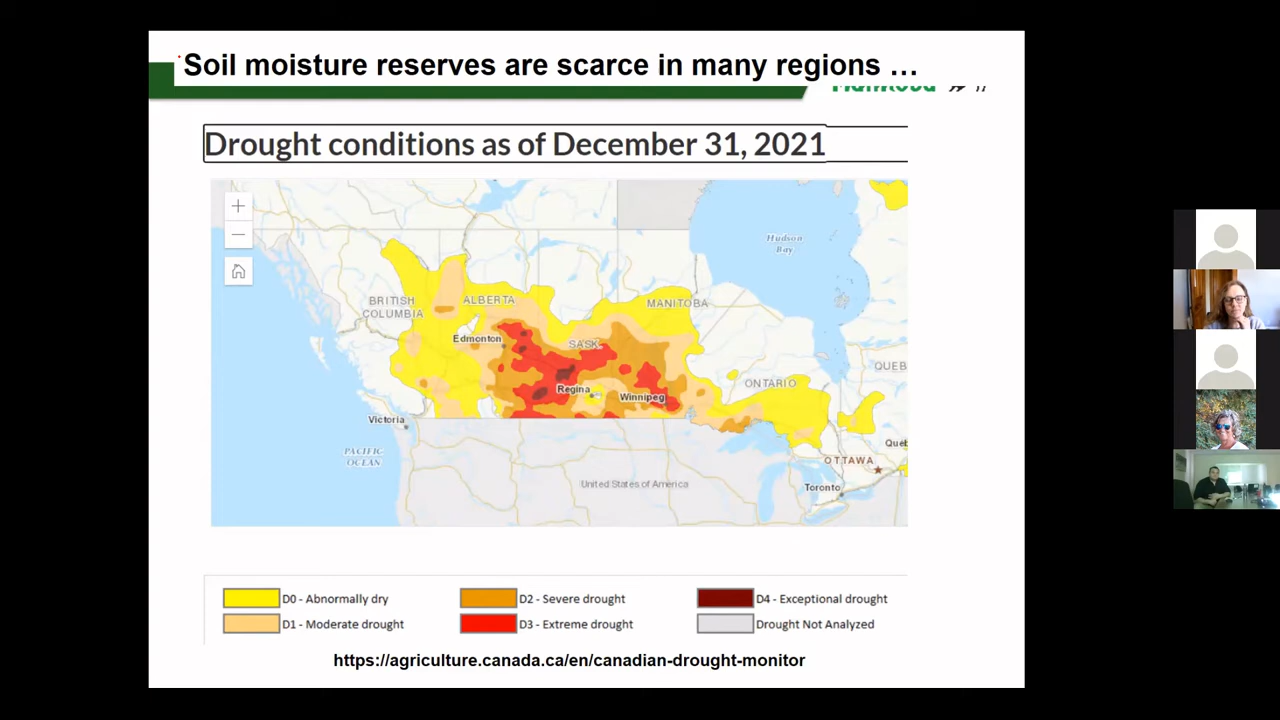 Soil moisture reserves are scarce in many regions …
Manitoba
Drought conditions as of December 31, 2021
+
−
Hudson
Bay
BRITISH
COLUMBIA
ALBERTA
MANITOBA
Edmonton
SASK
ONTARIO
QUEB
Regina
Winnipeg
Victoria
Queb
PACIFIC
OCEAN
OTTAWA
United States of America
Toronto
D0 - Abnormally dry
D2 - Severe drought
D4 - Exceptional drought
D1 - Moderate drought
D3 - Extreme drought
Drought Not Analyzed
https://agriculture.canada.ca/en/canadian-drought-monitor